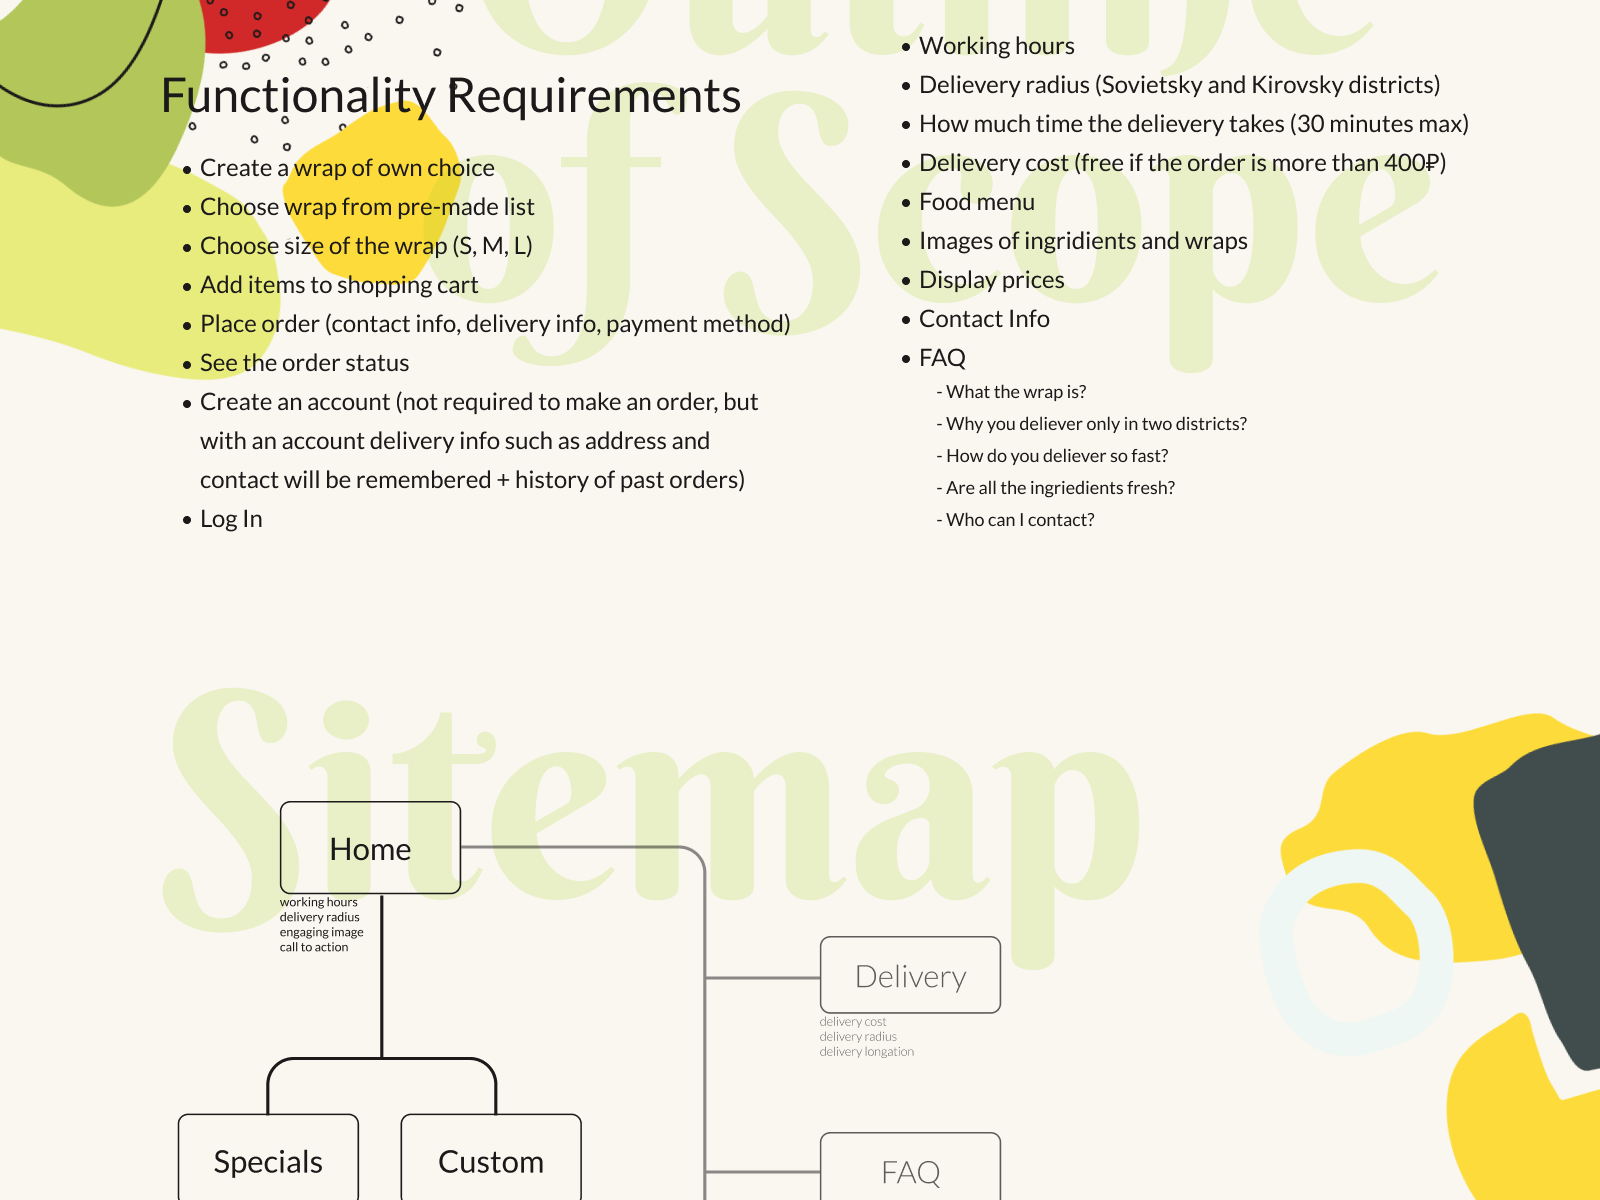 Outline
of Scope
Functionality Requirements
• Create a wrap of own choice
• Choose wrap from pre-made list
• Choose size of the wrap (S, M, L)
• Add items to shopping cart
• Place order (contact info, delivery info, payment method)
• See the order status
• Create an account (not required to make an order, but
with an account delivery info such as address and
contact will be remembered + history of past orders)
• Log In
• Working hours
• Delievery radius (Sovietsky and Kirovsky districts)
• How much time the delievery takes (30 minutes max)
• Delievery cost (free if the order is more than 400₽)
• Food menu
• Images of ingridients and wraps
• Display prices
• Contact Info
• FAQ
- What the wrap is?
- Why you deliever only in two districts?
- How do you deliever so fast?
- Are all the ingriedients fresh?
- Who can I contact?
Sitemap
Home
working hours
delivery radius
engaging image
call to action
Delivery
delivery cost
delivery radius
delivery longation
Specials
Custom
FAQ